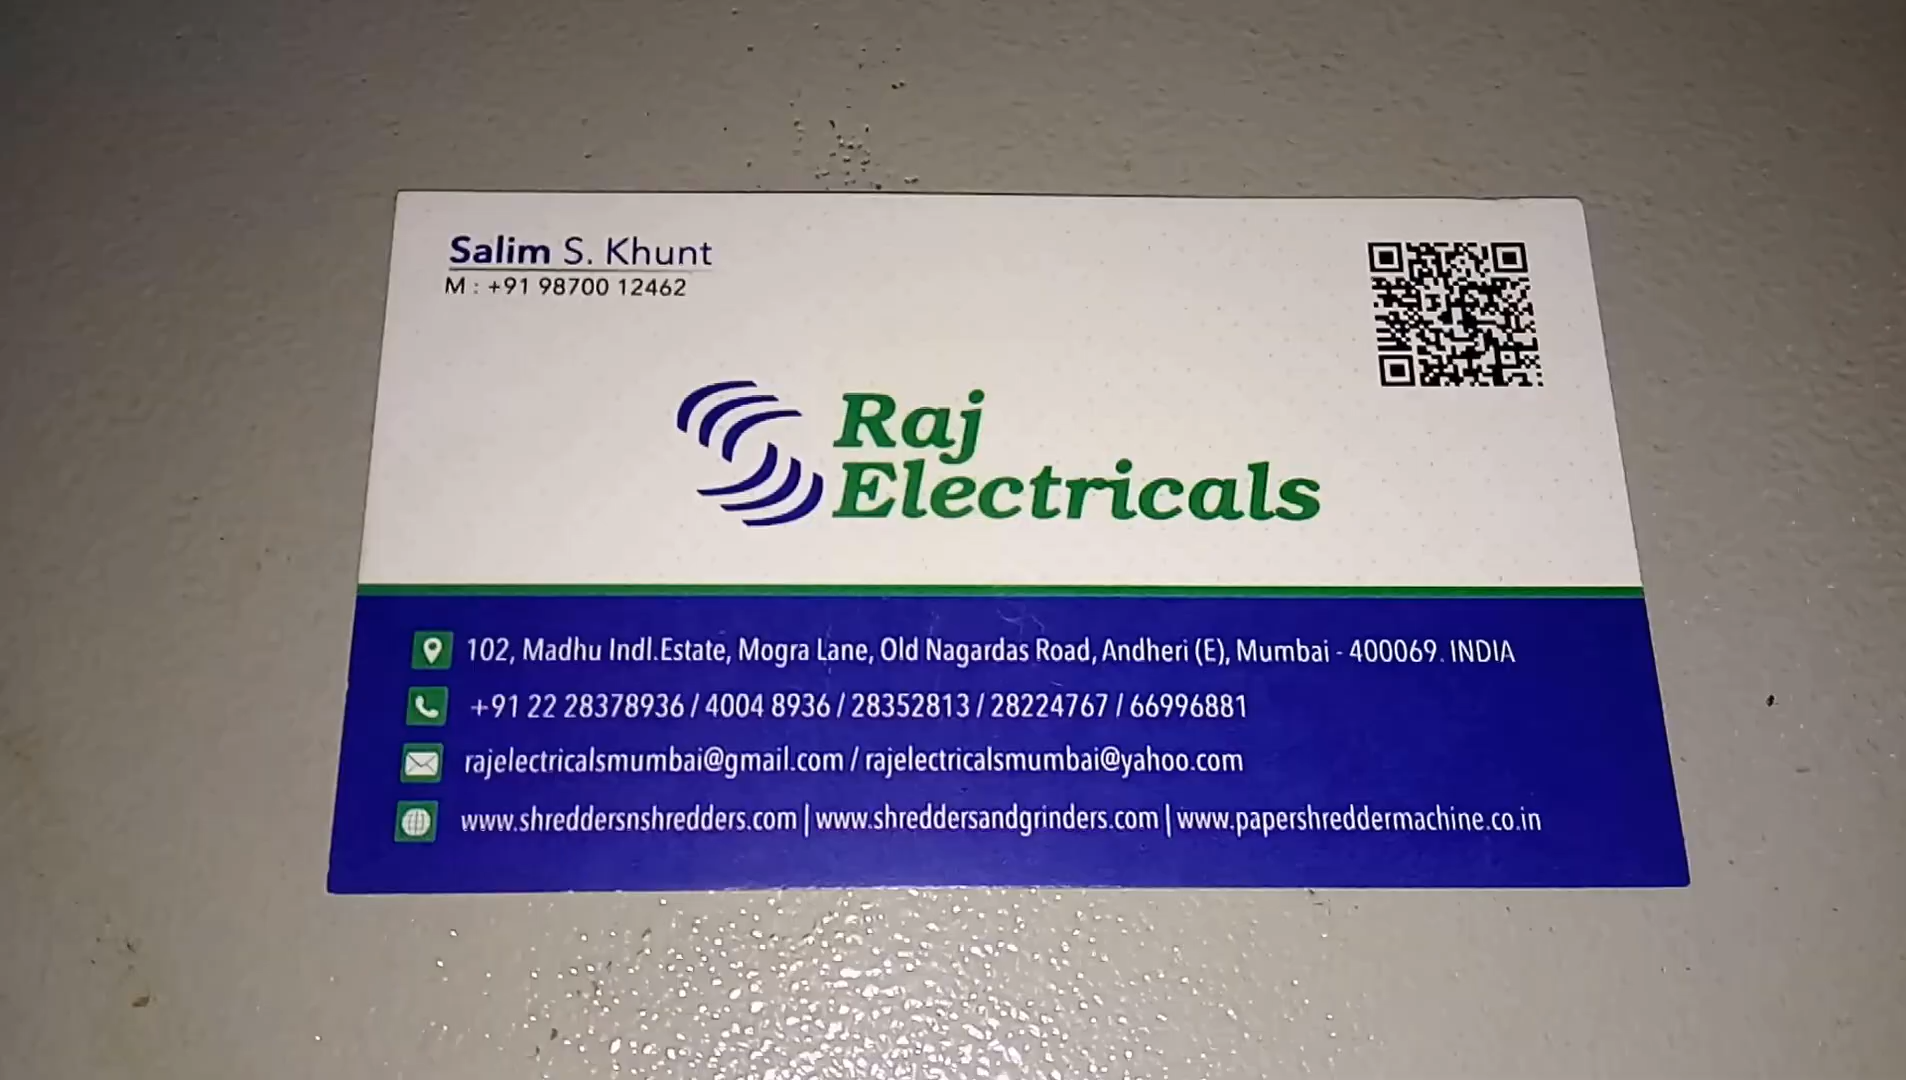 Salim S. Khunt
M : +91 98700 12462
Raj
Electricals
102, Madhu Indl.Estate, Mogra Lane, Old Nagardas Road, Andheri (E), Mumbai - 400069. INDIA
+91 22 28378936 / 4004 8936 / 28352813 / 28224767 / 66996881
rajelectricalsmumbai@gmail.com / rajelectricalsmumbai@yahoo.com
www.shreddersnshredders.com | www.shreddersandgrinders.com | www.papershreddermachine.co.in